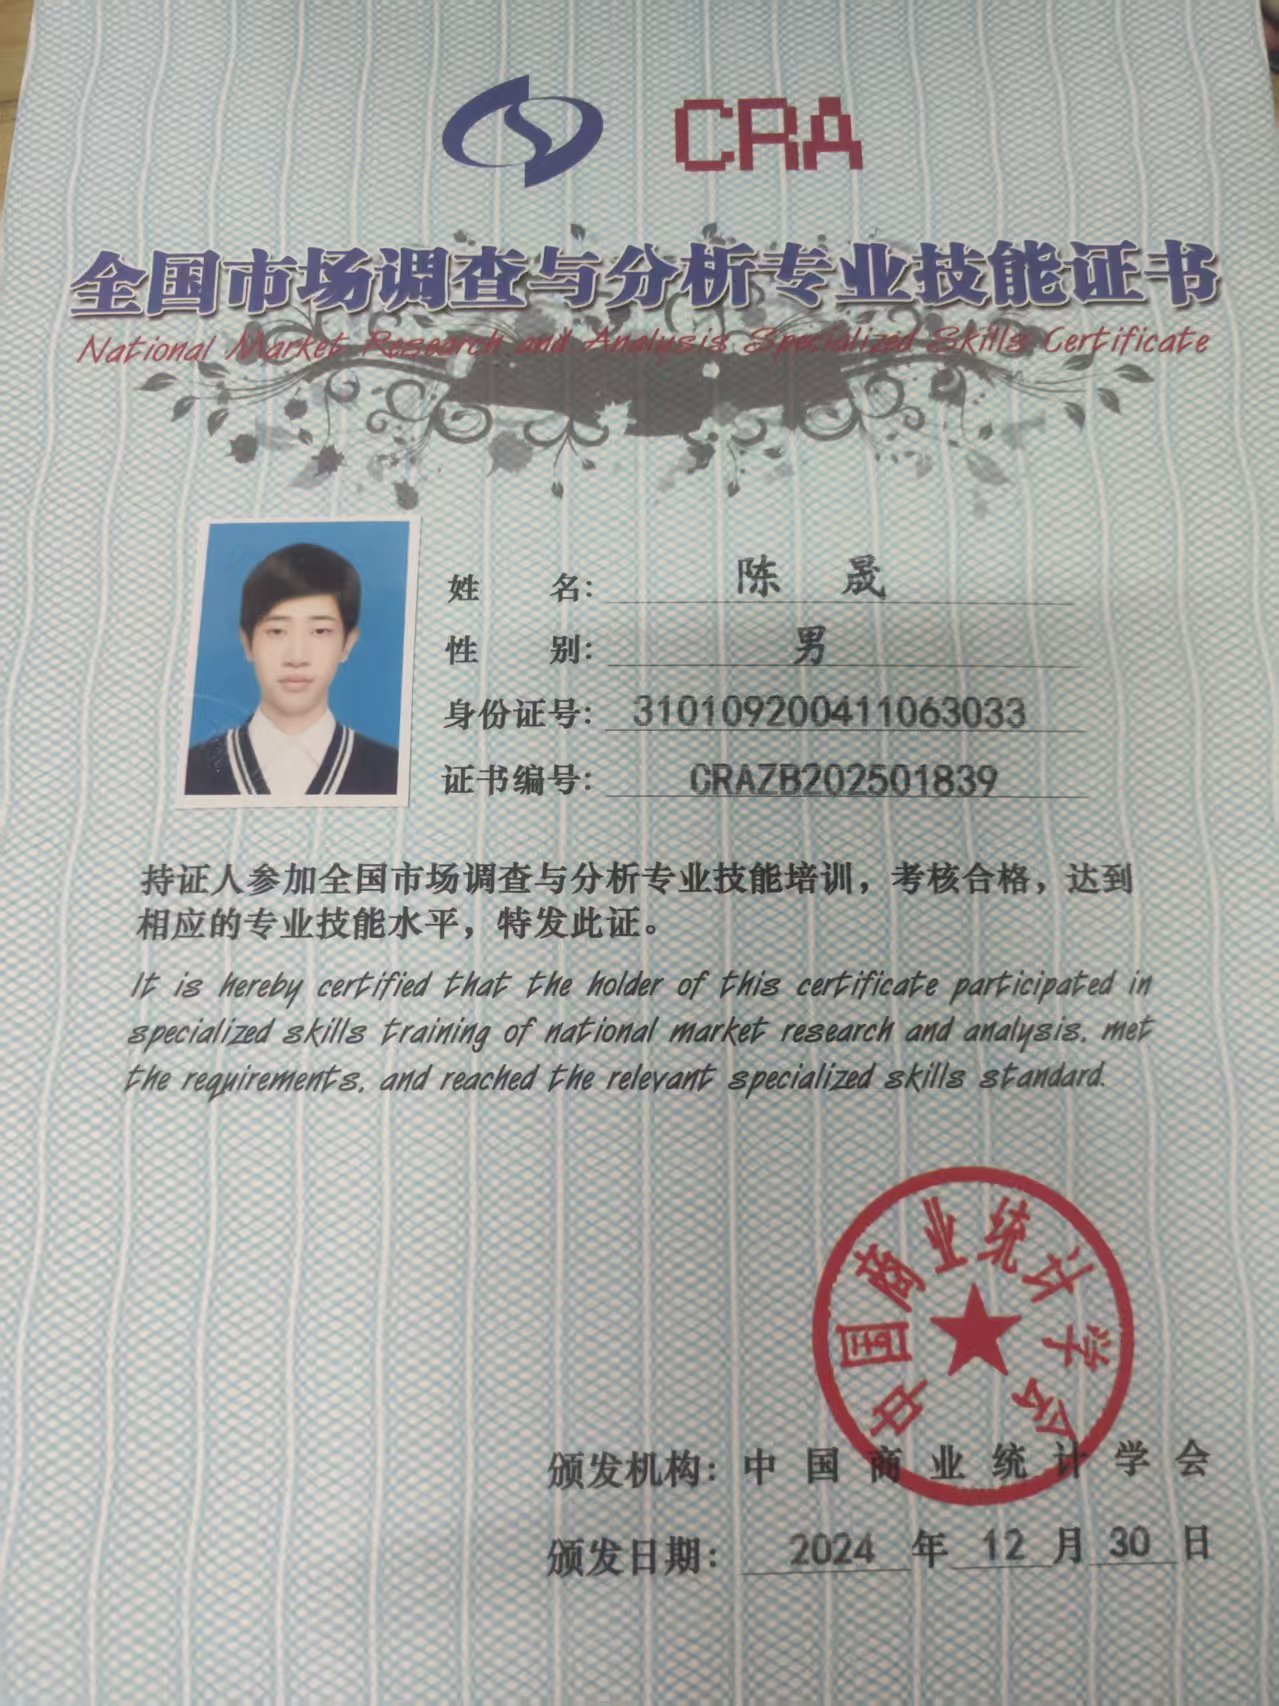 CRA
全国市场调查与分析专业技能证书
National Market Research and Analysis Specialized Skills Certificate
姓 名： 陈 晟
性 别： 男
身份证号： 310109200411063033
证书编号： CRAZB202501839
持证人参加全国市场调查与分析专业技能培训，考核合格，达到
相应的专业技能水平，特发此证。
It is hereby certified that the holder of this certificate participated in
specialized skills training of national market research and analysis, met
the requirements, and reached the relevant specialized skills standard.
中国商业统计学会
颁发机构：中国商业统计学会
颁发日期： 2024 年 12 月 30 日